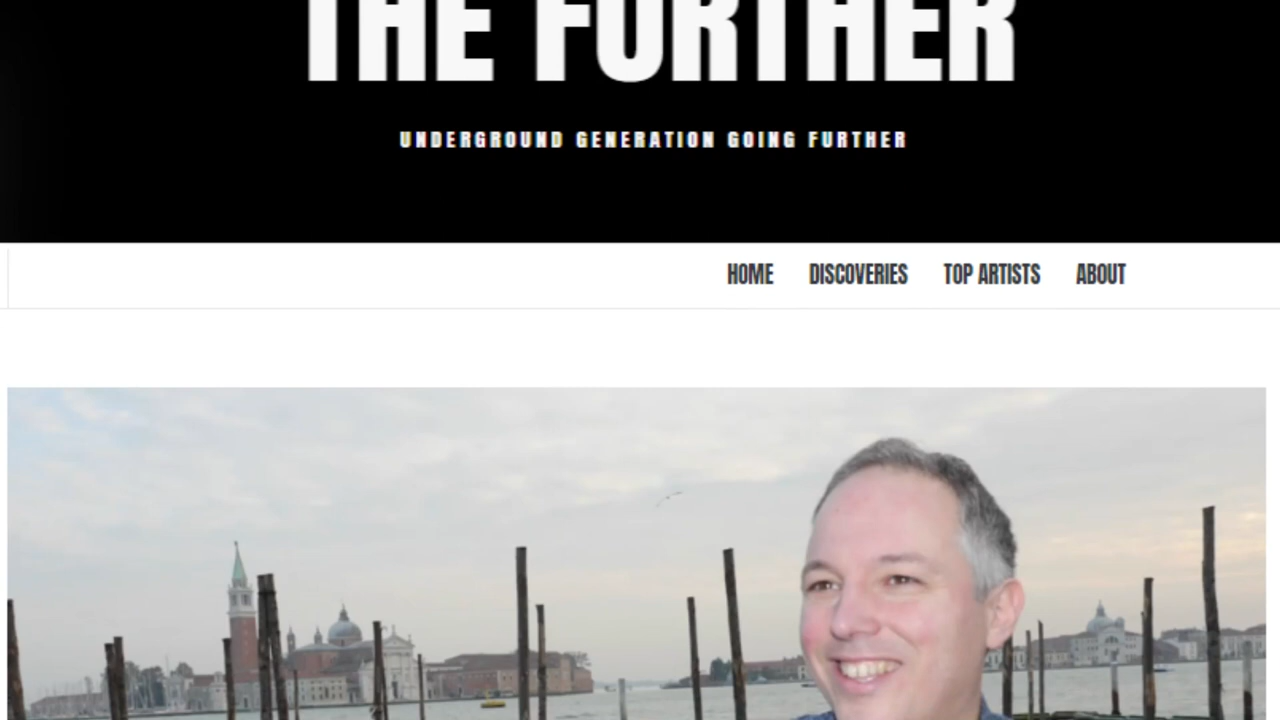 THE FURTHER
UNDERGROUND GENERATION GOING FURTHER
HOME DISCOVERIES TOP ARTISTS ABOUT